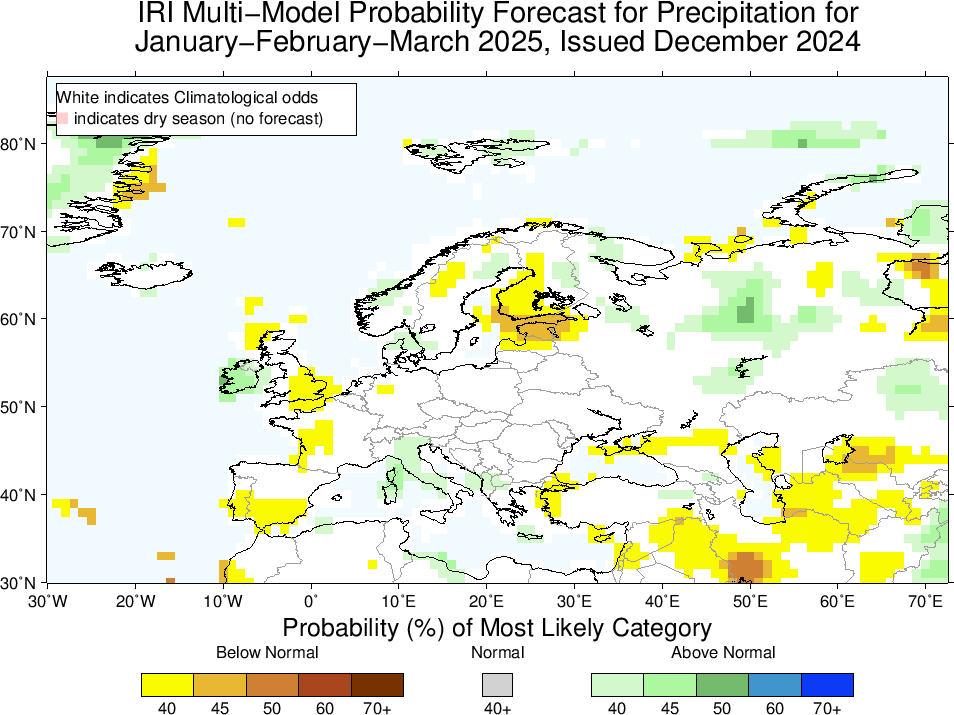 IRI Multi−Model Probability Forecast for Precipitation for
January−February−March 2025, Issued December 2024
White indicates Climatological odds
indicates dry season (no forecast)
80˚N
70˚N
60˚N
50˚N
40˚N
30˚N
30˚W 20˚W 10˚W 0˚ 10˚E 20˚E 30˚E 40˚E 50˚E 60˚E 70˚E
Probability (%) of Most Likely Category
Below Normal Normal Above Normal
40 45 50 60 70+ 40+ 40 45 50 60 70+